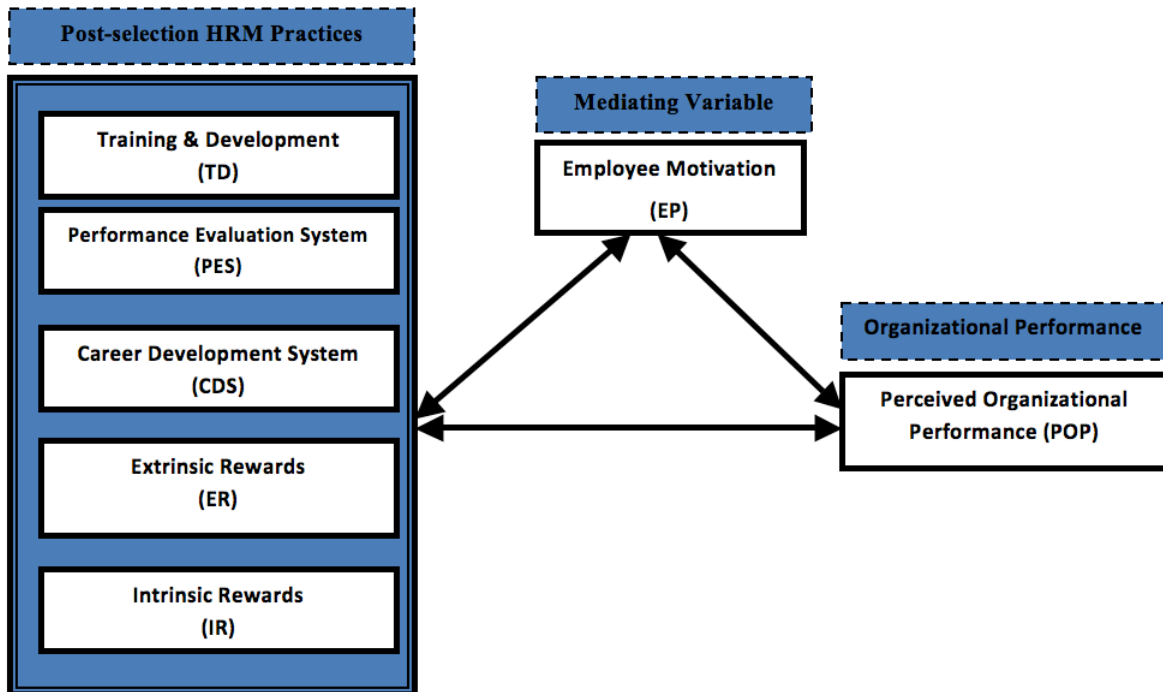 Post-selection HRM Practices
Training & Development
(TD)
Performance Evaluation System
(PES)
Career Development System
(CDS)
Extrinsic Rewards
(ER)
Intrinsic Rewards
(IR)
Mediating Variable
Employee Motivation
(EP)
Organizational Performance
Perceived Organizational
Performance (POP)